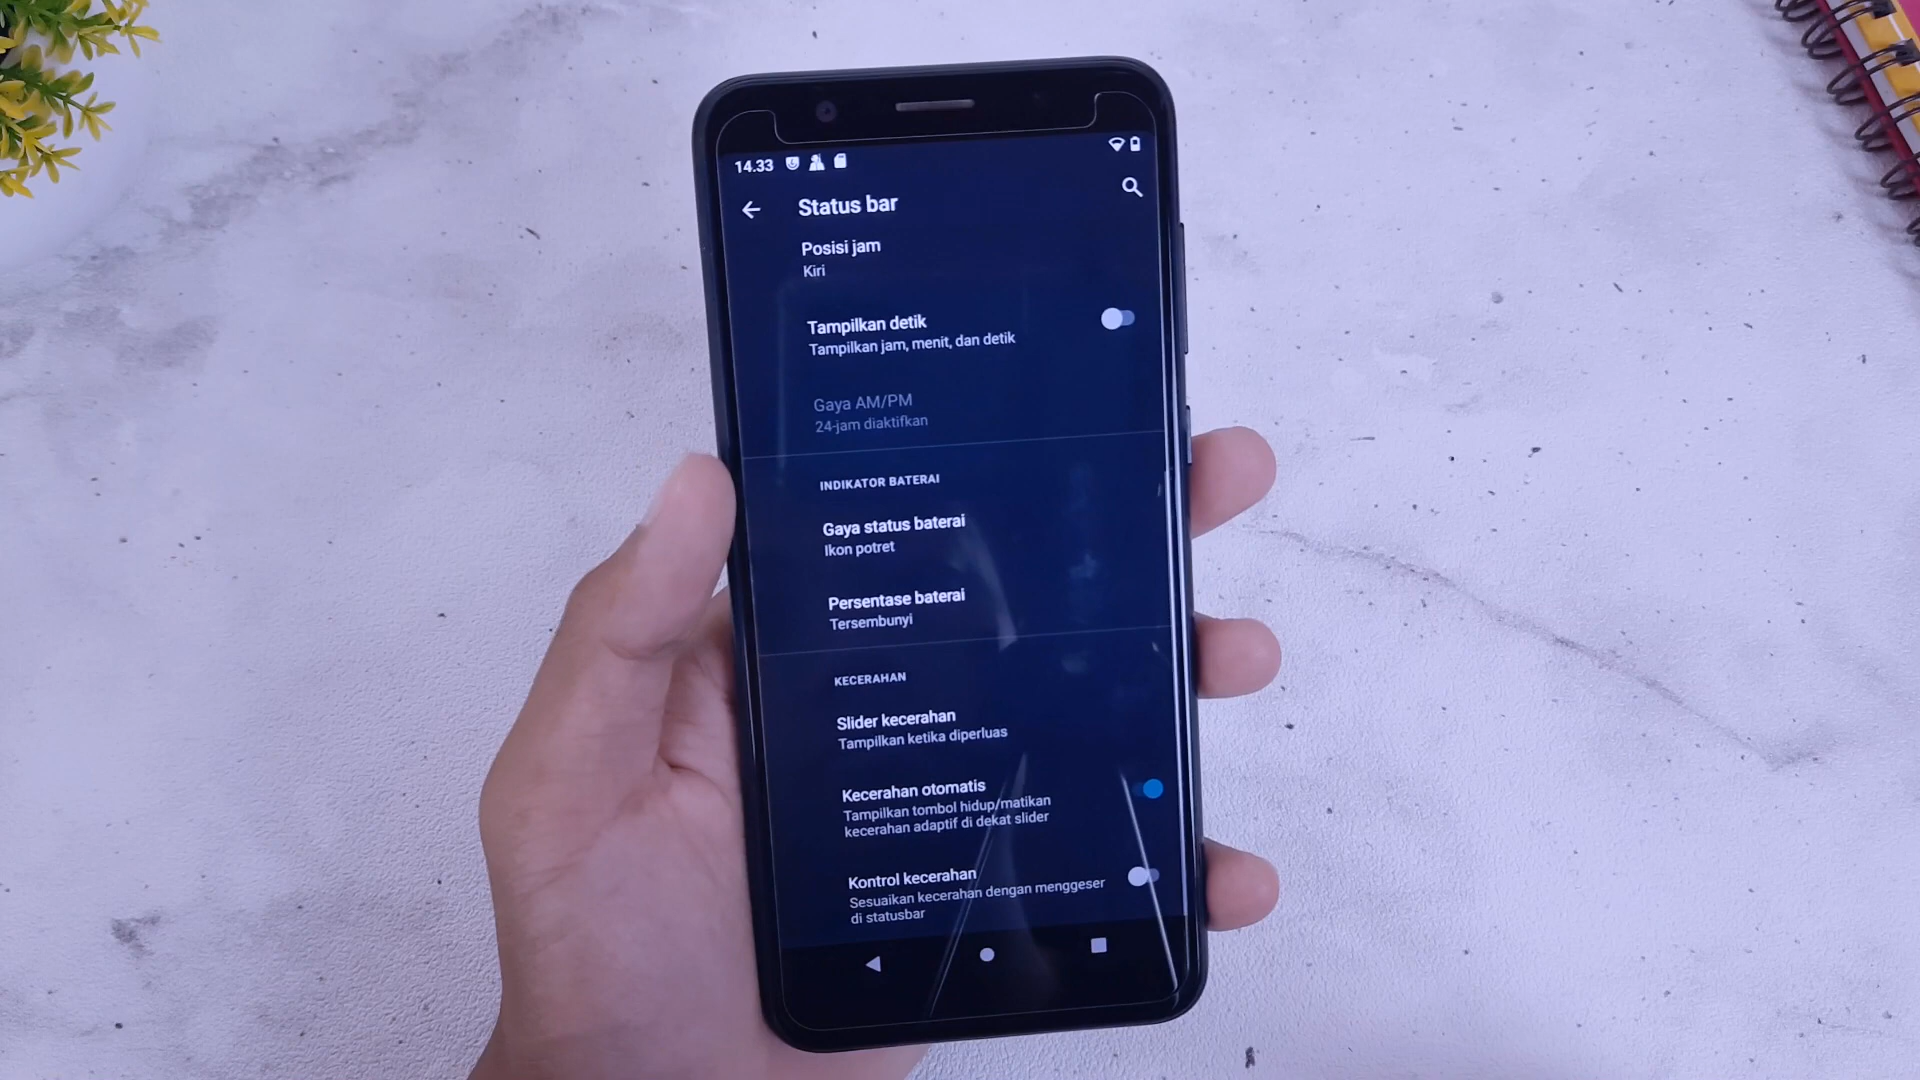 14.33
Status bar
Posisi jam
Kiri
Tampilkan detik
Tampilkan jam, menit, dan detik
Gaya AM/PM
24-jam diaktifkan
INDIKATOR BATERAI
Gaya status baterai
Ikon potret
Persentase baterai
Tersembunyi
KECERAHAN
Slider kecerahan
Tampilkan ketika diperluas
Kecerahan otomatis
Tampilkan tombol hidup/matikan
kecerahan adaptif di dekat slider
Kontrol kecerahan
Sesuaikan kecerahan dengan menggeser
di statusbar